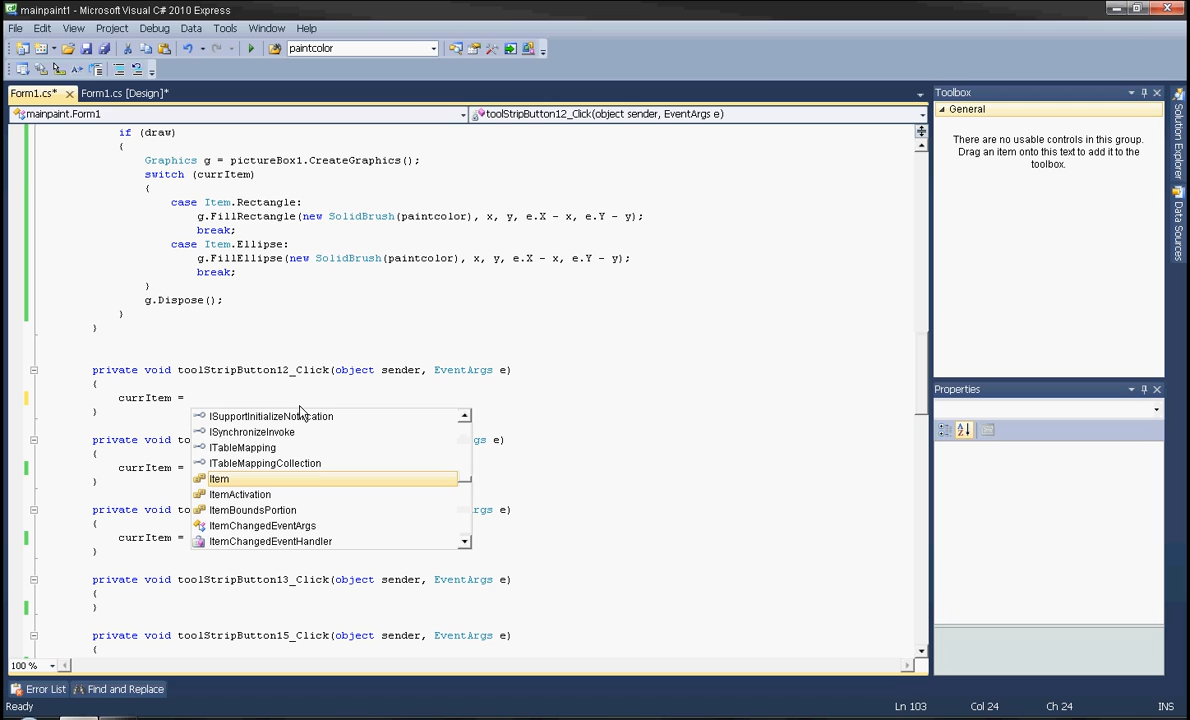 mainpaint1 - Microsoft Visual C# 2010 Express
File Edit View Project Debug Data Tools Window Help
paintcolor
Form1.cs* Form1.cs [Design]*
mainpaint.Form1 toolStripButton12_Click(object sender, EventArgs e)
if (draw)
{
Graphics g = pictureBox1.CreateGraphics();
switch (currItem)
{
case Item.Rectangle:
g.FillRectangle(new SolidBrush(paintcolor), x, y, e.X - x, e.Y - y);
break;
case Item.Ellipse:
g.FillEllipse(new SolidBrush(paintcolor), x, y, e.X - x, e.Y - y);
break;
}
g.Dispose();
}
}
private void toolStripButton12_Click(object sender, EventArgs e)
{
currItem =
}
private void to gs e)
{
currItem =
}
private void to rgs e)
{
currItem =
}
private void toolStripButton13_Click(object sender, EventArgs e)
{
}
private void toolStripButton15_Click(object sender, EventArgs e)
{
ISupportInitializeNotification
ISynchronizeInvoke
ITableMapping
ITableMappingCollection
Item
ItemActivation
ItemBoundsPortion
ItemChangedEventArgs
ItemChangedEventHandler
100 %
Toolbox
General
There are no usable controls in this group.
Drag an item onto this text to add it to the
toolbox.
Properties
Solution Explorer
Data Sources
Error List Find and Replace
Ready Ln 103 Col 24 Ch 24 INS